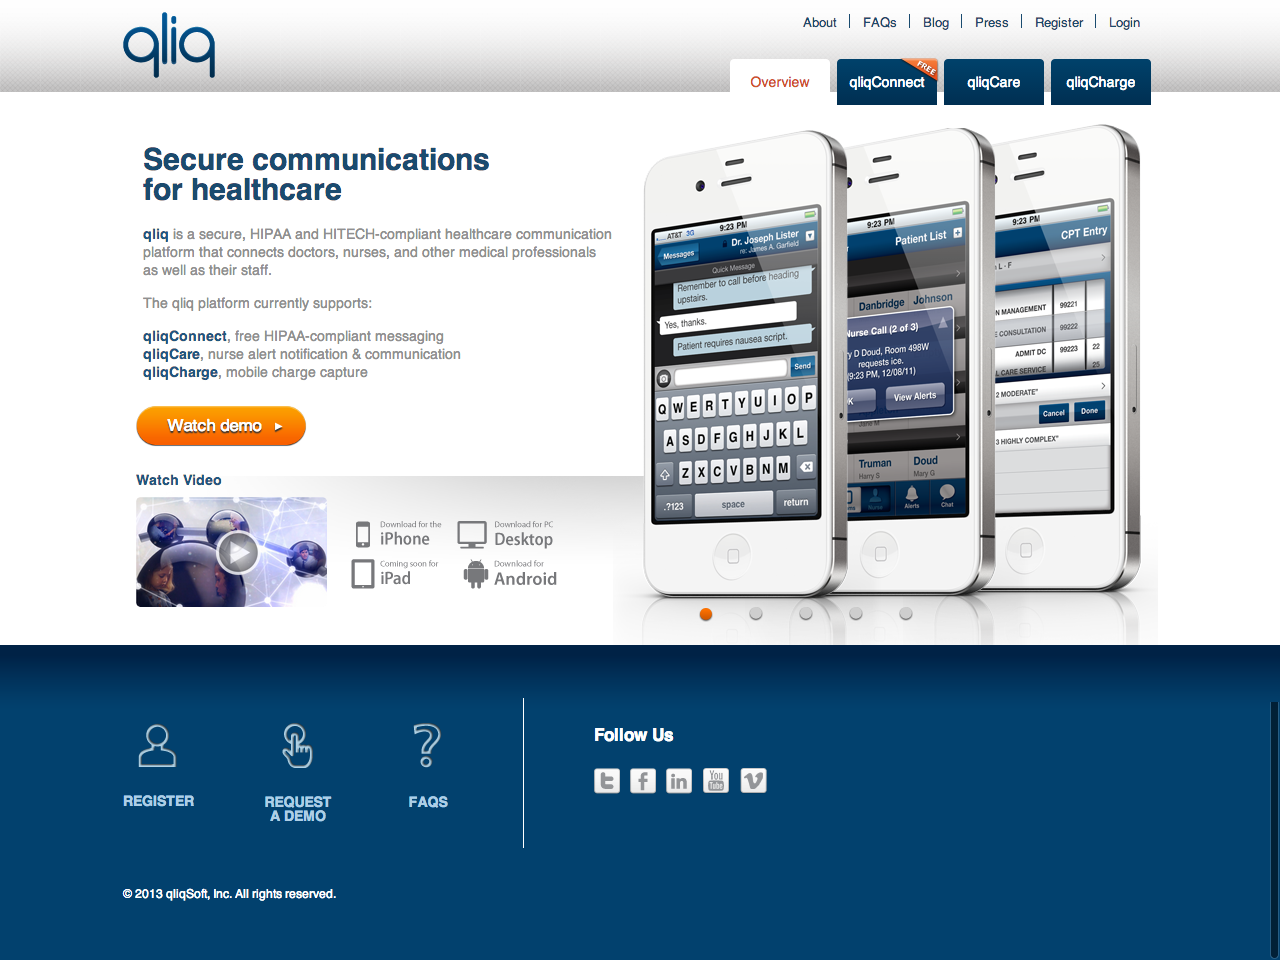 qliq
About
FAQs
Blog
Press
Register
Login
Overview
qliqConnect
FREE
qliqCare
qliqCharge
Secure communications
for healthcare
qliq is a secure, HIPAA and HITECH-compliant healthcare communication
platform that connects doctors, nurses, and other medical professionals
as well as their staff.
The qliq platform currently supports:
qliqConnect, free HIPAA-compliant messaging
qliqCare, nurse alert notification & communication
qliqCharge, mobile charge capture
Watch demo
Watch Video
Download for the
iPhone
Download for PC
Desktop
Coming soon for
iPad
Download for
Android
AT&T 3G
9:23 PM
Messages
Dr. Joseph Lister
re: James A. Garfield
Quick Message
Remember to call before heading
upstairs.
Yes, thanks.
Patient requires nausea script.
Send
Q W E R T Y U I O P
A S D F G H J K L
Z X C V B N M
.?123
space
return
9:23 PM
Patient List
Danbridge Johnson
Nurse Call (2 of 3)
y D Doud, Room 498W
requests ice.
(9:23 PM, 12/08/11)
OK
View Alerts
Jane M
Truman
Harry S
Doud
Mary G
Nurse
Alerts
Chat
9:23 PM
CPT Entry
L - F
N MANAGEMENT 99221
E CONSULTATION 99222
ADMIT DC 99223 22
L CARE SERVICE 25
2 MODERATE"
Cancel
Done
3 HIGHLY COMPLEX"
REGISTER
REQUEST
A DEMO
FAQS
Follow Us
You
Tube
© 2013 qliqSoft, Inc. All rights reserved.